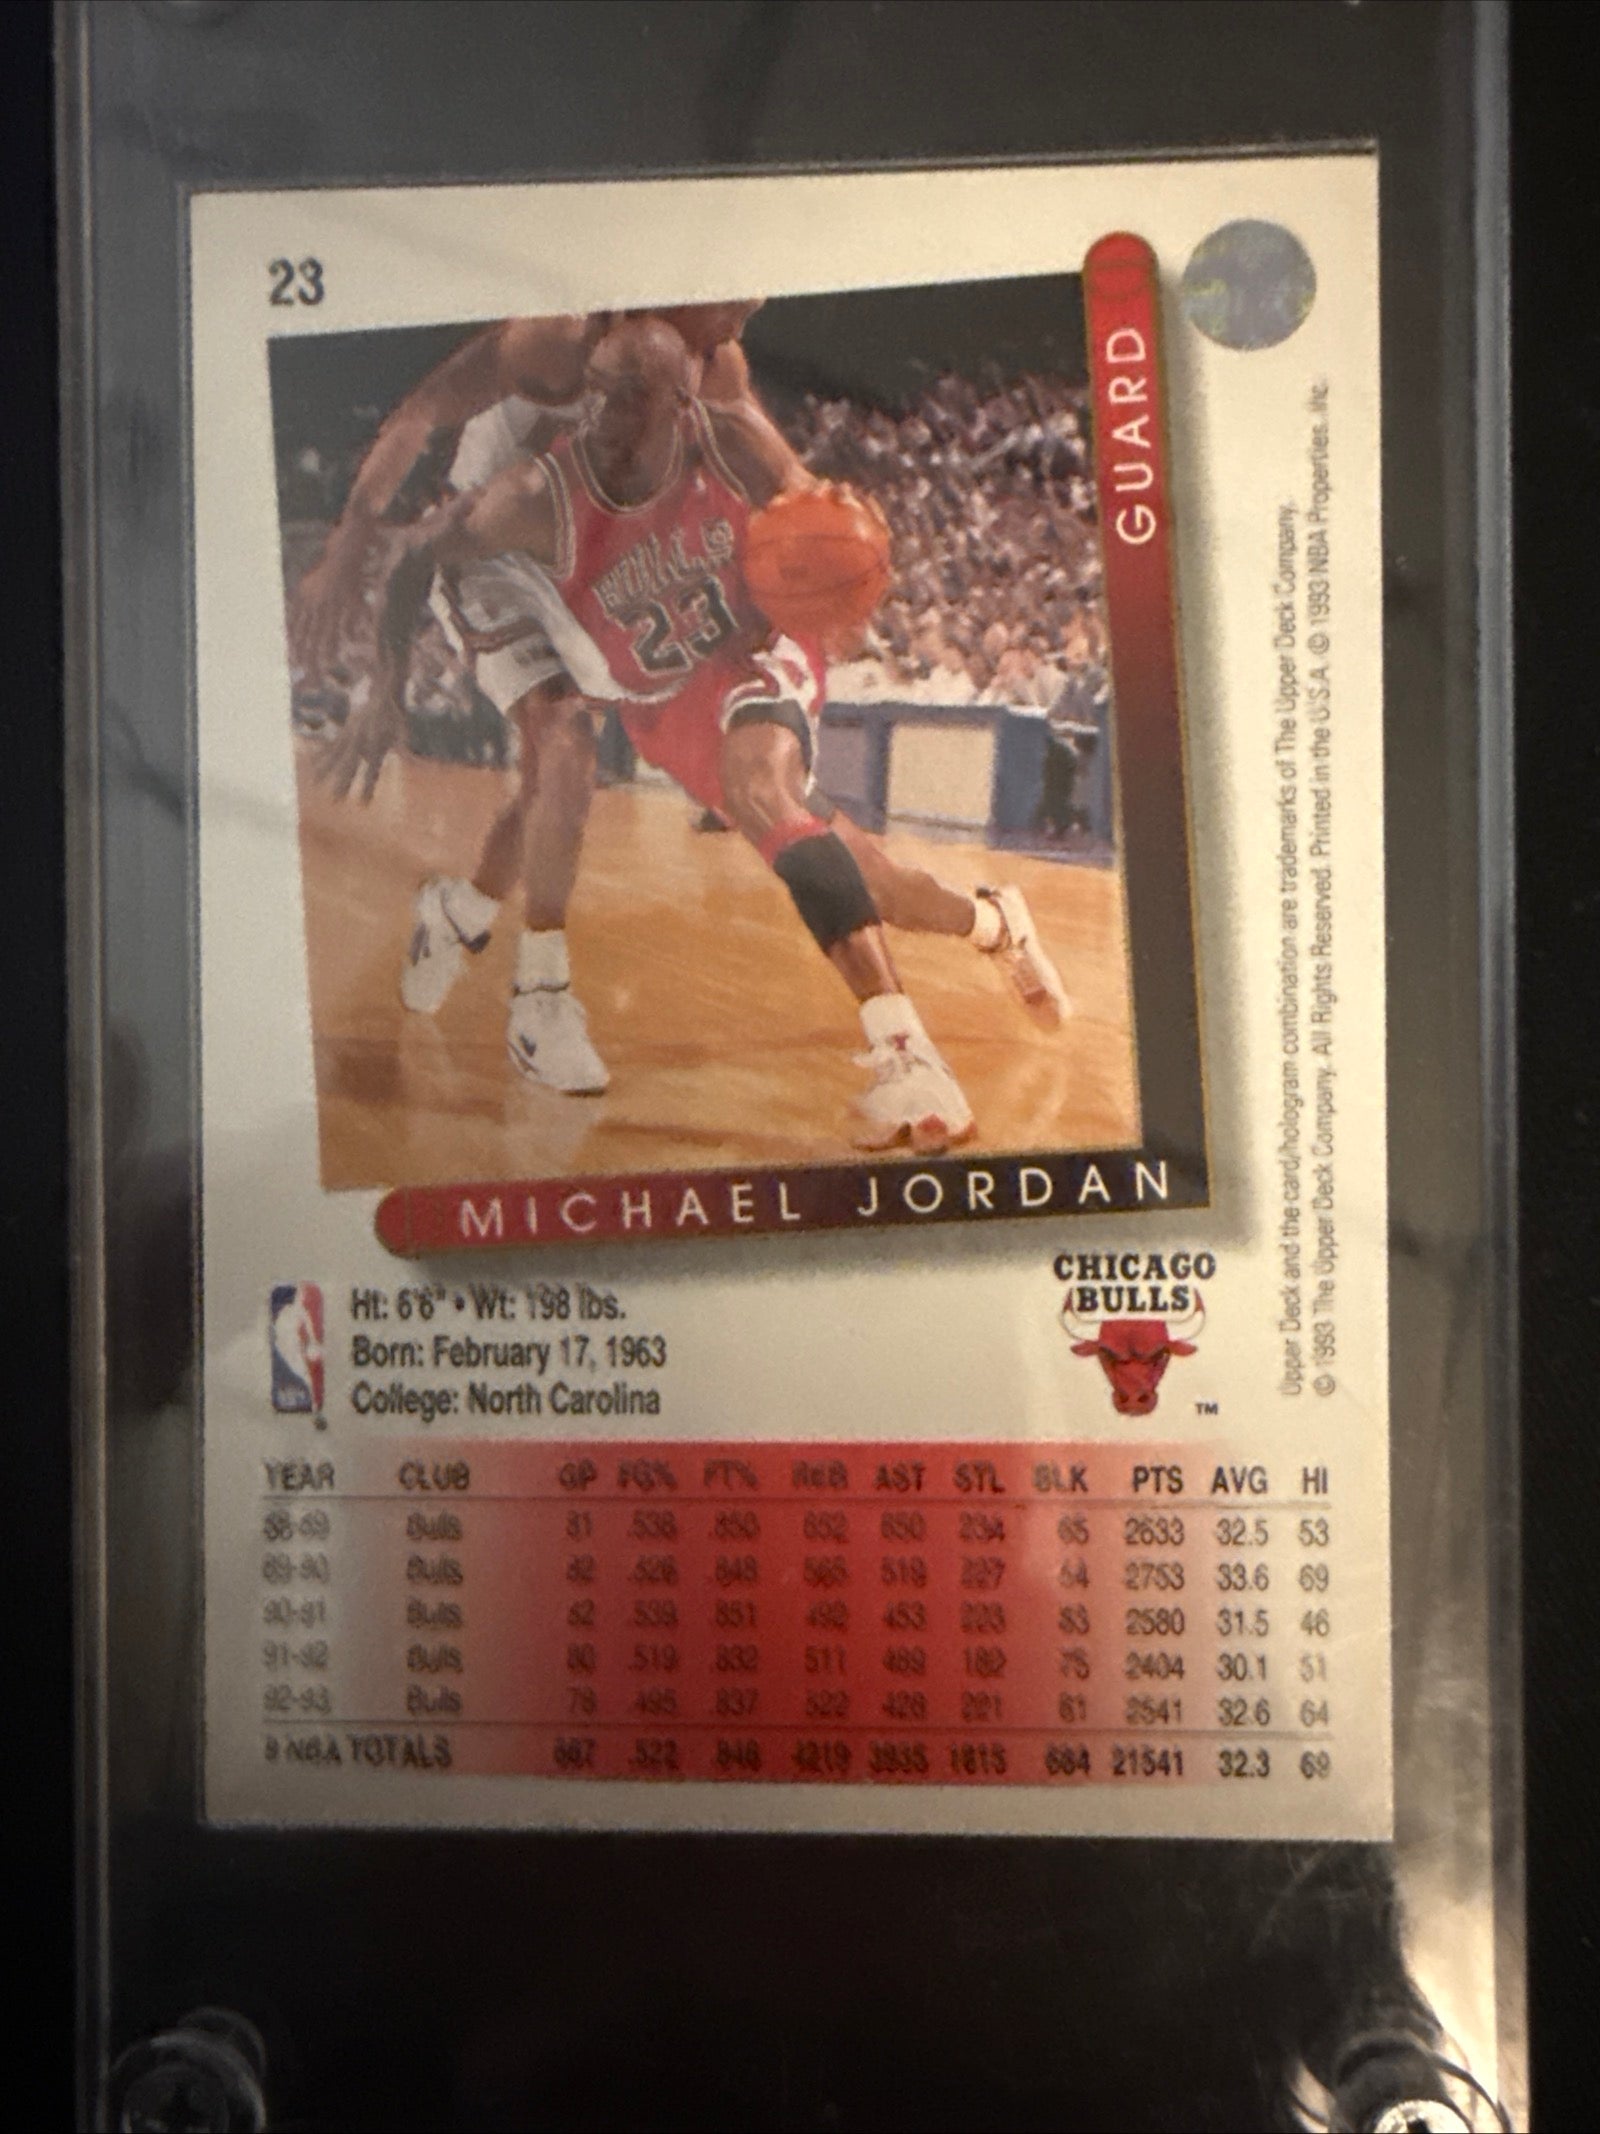 23
GUARD
BULLS
23
MICHAEL JORDAN
Ht: 6'6" • Wt: 198 lbs.
Born: February 17, 1963
College: North Carolina
CHICAGO
BULLS
TM
Upper Deck and the card/hologram combination are trademarks of The Upper Deck Company.
© 1993 The Upper Deck Company. All Rights Reserved. Printed in the U.S.A. © 1993 NBA Properties, Inc.
YEAR CLUB GP FG% FT% REB AST STL BLK PTS AVG HI
88-89 Bulls 81 .538 .850 652 650 234 65 2633 32.5 53
89-90 Bulls 82 .526 .848 565 519 227 54 2753 33.6 69
90-91 Bulls 82 .539 .851 492 453 223 83 2580 31.5 46
91-92 Bulls 80 .519 .832 511 489 182 75 2404 30.1 51
92-93 Bulls 78 .495 .837 522 428 221 61 2541 32.6 64
9 NBA TOTALS 667 .522 .846 4219 3935 1815 684 21541 32.3 69